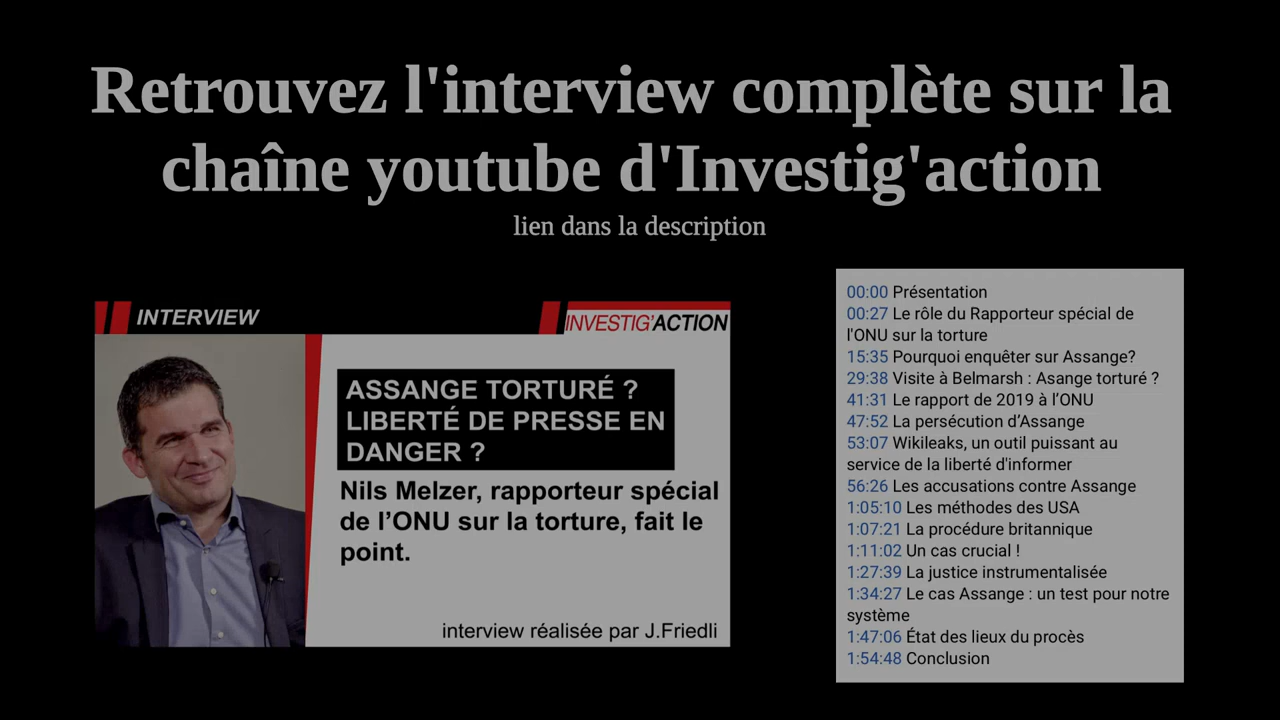 Retrouvez l'interview complète sur la
chaîne youtube d'Investig'action
lien dans la description
INTERVIEW
INVESTIG'ACTION
ASSANGE TORTURÉ ?
LIBERTÉ DE PRESSE EN
DANGER ?
Nils Melzer, rapporteur spécial
de l'ONU sur la torture, fait le
point.
interview réalisée par J.Friedli
00:00 Présentation
00:27 Le rôle du Rapporteur spécial de
l'ONU sur la torture
15:35 Pourquoi enquêter sur Assange?
29:38 Visite à Belmarsh : Asange torturé ?
41:31 Le rapport de 2019 à l'ONU
47:52 La persécution d'Assange
53:07 Wikileaks, un outil puissant au
service de la liberté d'informer
56:26 Les accusations contre Assange
1:05:10 Les méthodes des USA
1:07:21 La procédure britannique
1:11:02 Un cas crucial !
1:27:39 La justice instrumentalisée
1:34:27 Le cas Assange : un test pour notre
système
1:47:06 État des lieux du procès
1:54:48 Conclusion